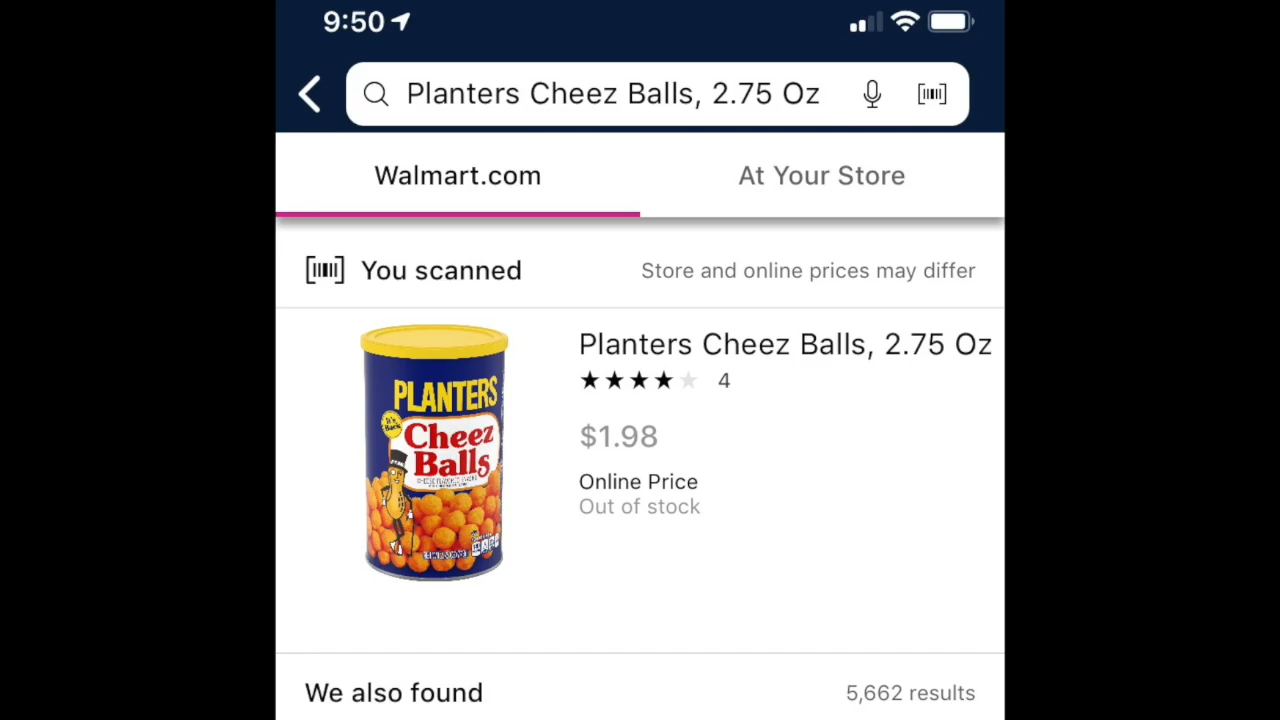 9:50
Planters Cheez Balls, 2.75 Oz
Walmart.com
At Your Store
You scanned
Store and online prices may differ
PLANTERS
It's Back
Cheez
Balls
Planters Cheez Balls, 2.75 Oz
4
$1.98
Online Price
Out of stock
We also found
5,662 results